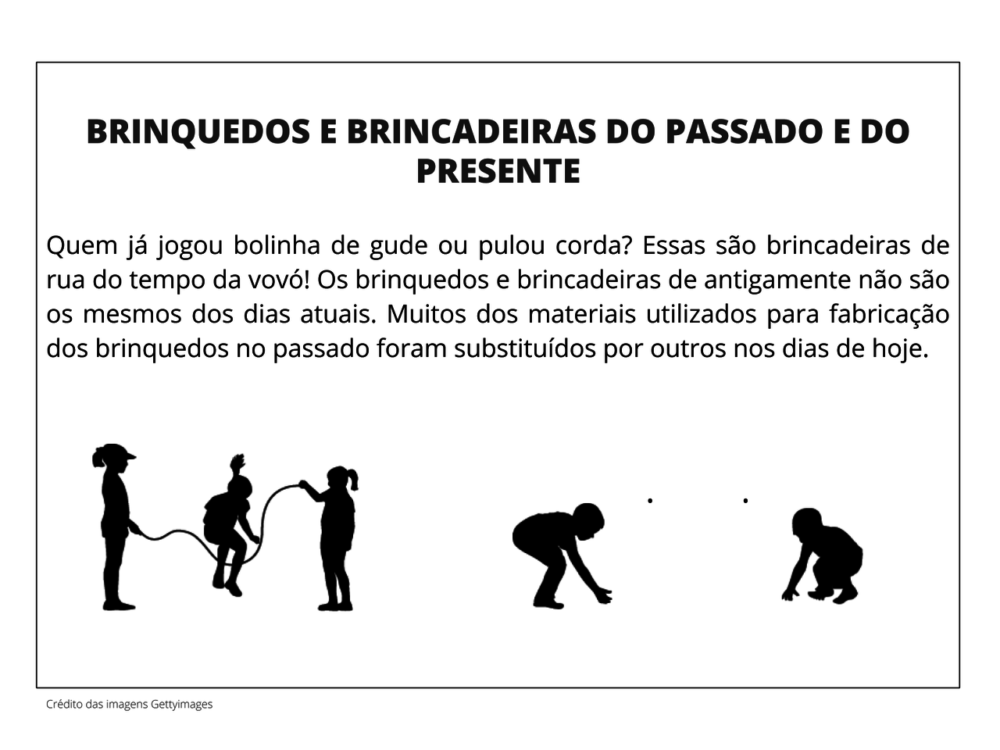 BRINQUEDOS E BRINCADEIRAS DO PASSADO E DO
PRESENTE
Quem já jogou bolinha de gude ou pulou corda? Essas são brincadeiras de
rua do tempo da vovó! Os brinquedos e brincadeiras de antigamente não são
os mesmos dos dias atuais. Muitos dos materiais utilizados para fabricação
dos brinquedos no passado foram substituídos por outros nos dias de hoje.
Crédito das imagens Gettyimages